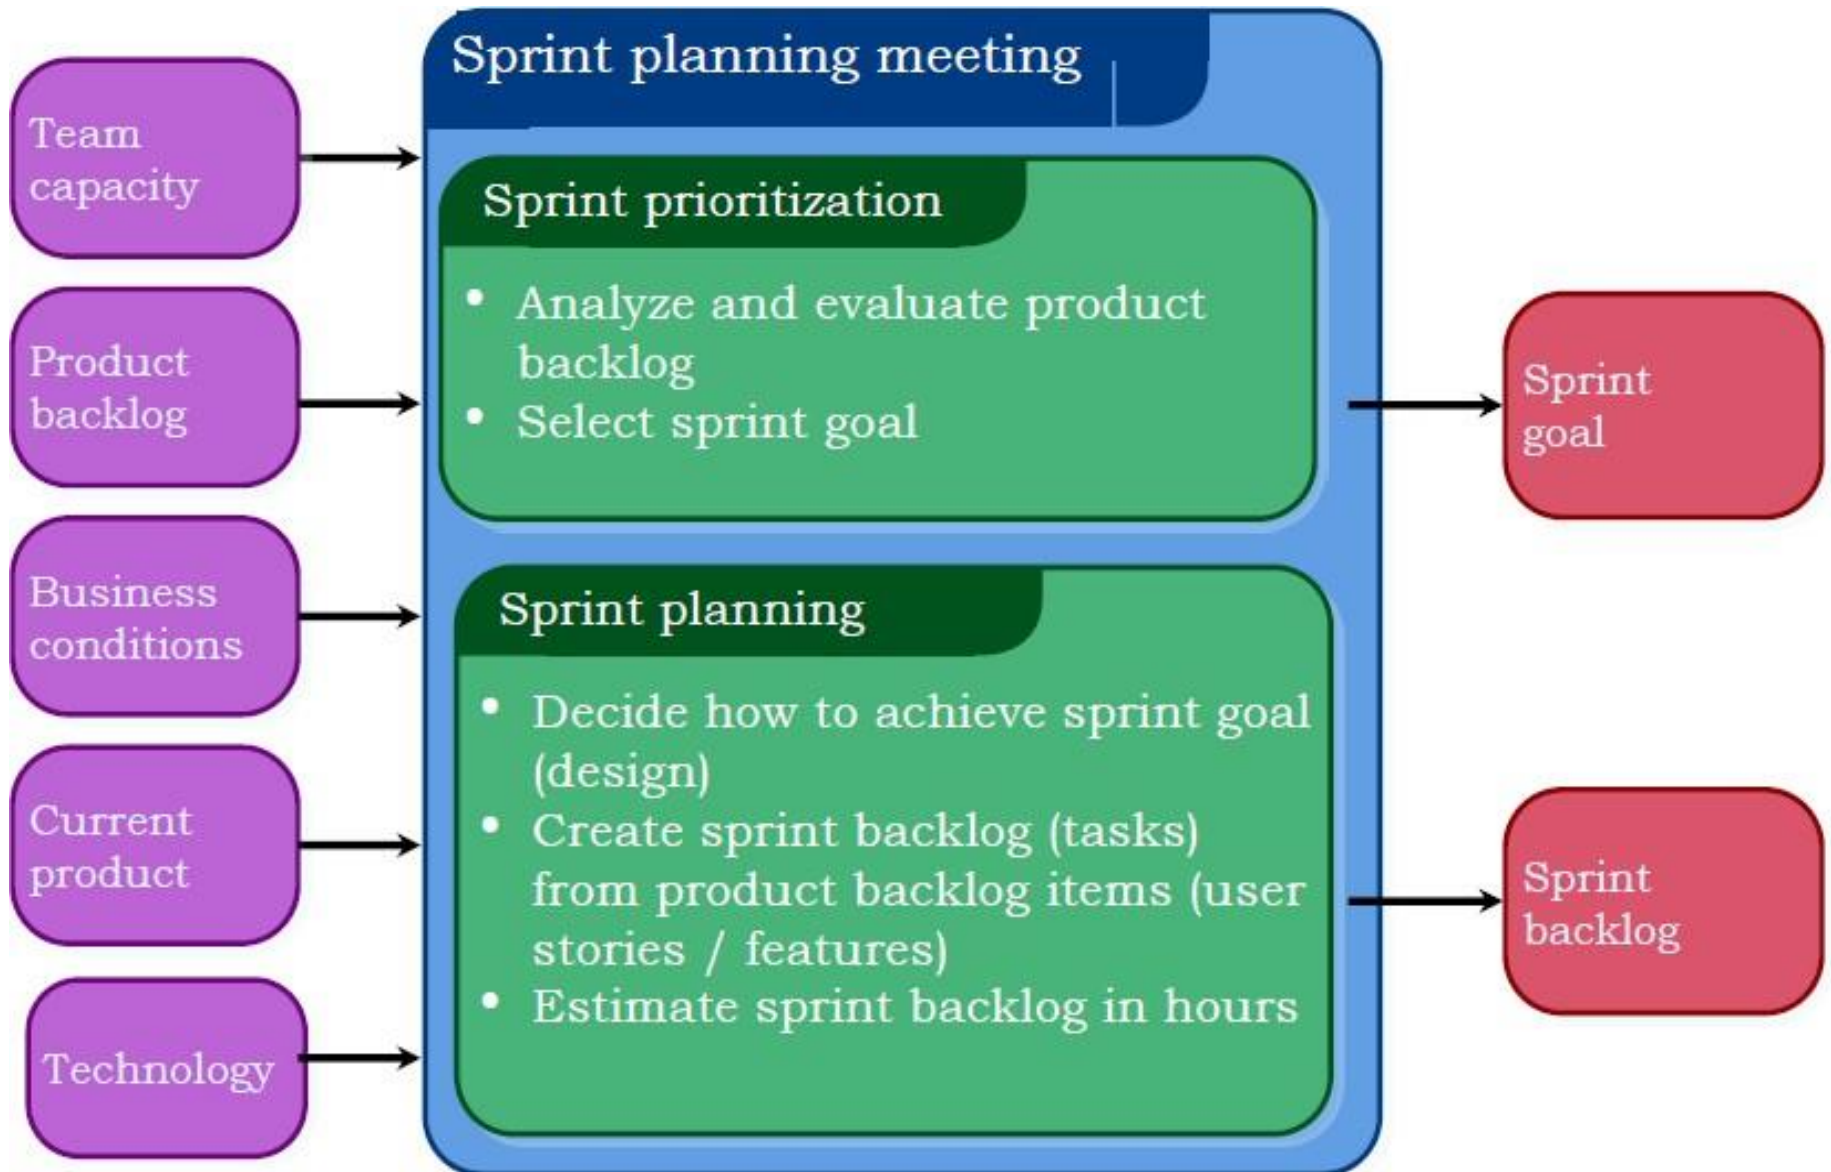 Team
capacity
Product
backlog
Business
conditions
Current
product
Technology
Sprint planning meeting
Sprint prioritization
• Analyze and evaluate product
backlog
• Select sprint goal
Sprint planning
• Decide how to achieve sprint goal
(design)
• Create sprint backlog (tasks)
from product backlog items (user
stories / features)
• Estimate sprint backlog in hours
Sprint
goal
Sprint
backlog